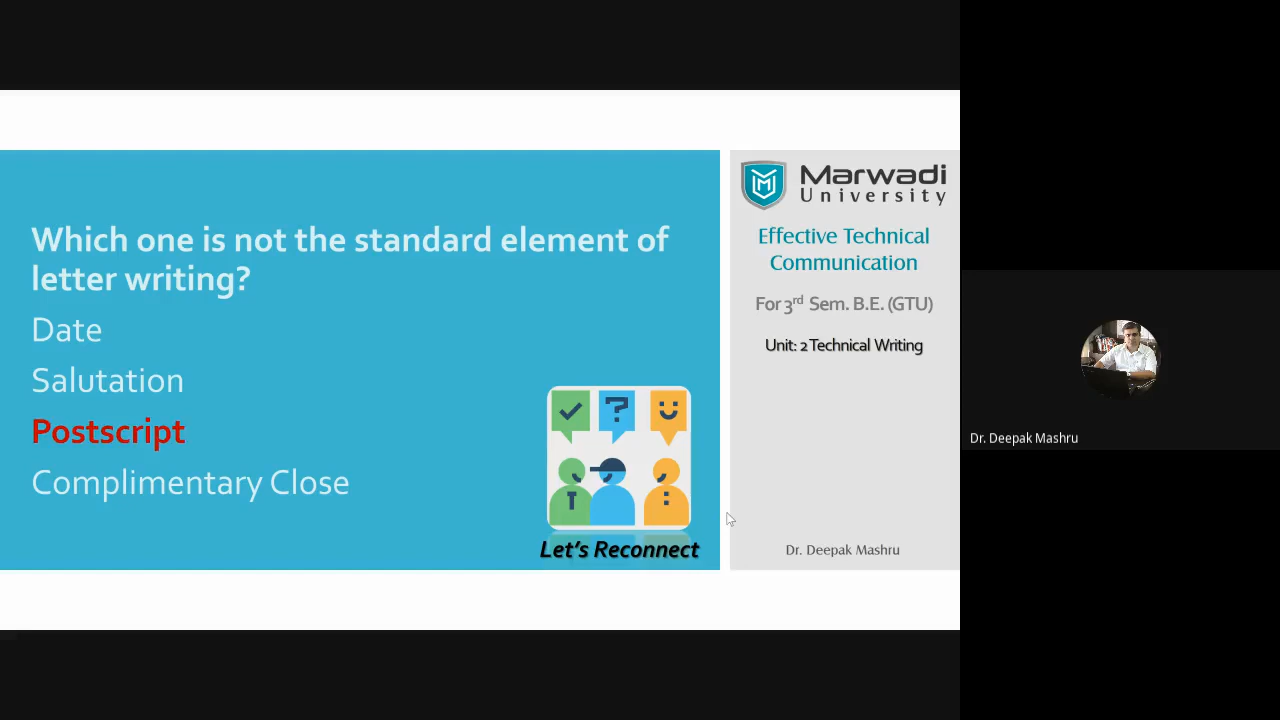 Which one is not the standard element of
letter writing?
Date
Salutation
Postscript
Complimentary Close
Let's Reconnect
Marwadi
University
Effective Technical
Communication
For 3rd Sem. B.E. (GTU)
Unit: 2 Technical Writing
Dr. Deepak Mashru
Dr. Deepak Mashru